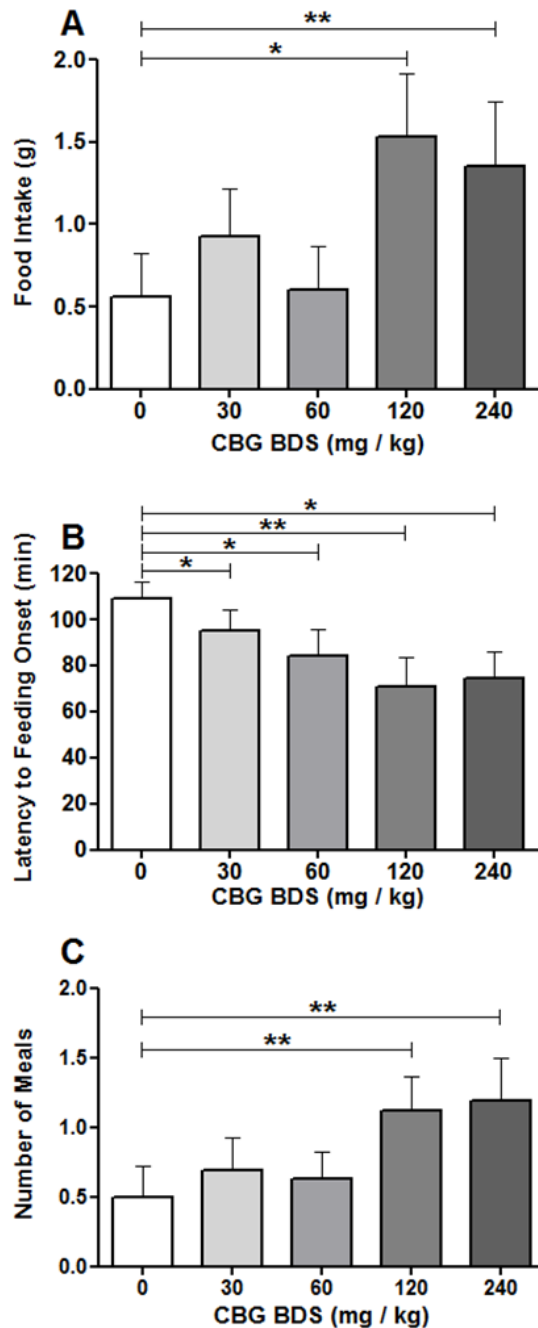 A
**
*
2.0
1.5
1.0
0.5
0.0
Food Intake (g)
0 30 60 120 240
CBG BDS (mg / kg)
B
*
**
*
*
120
100
80
60
40
20
0
Latency to Feeding Onset (min)
0 30 60 120 240
CBG BDS (mg / kg)
C
**
**
2.0
1.5
1.0
0.5
0.0
Number of Meals
0 30 60 120 240
CBG BDS (mg / kg)